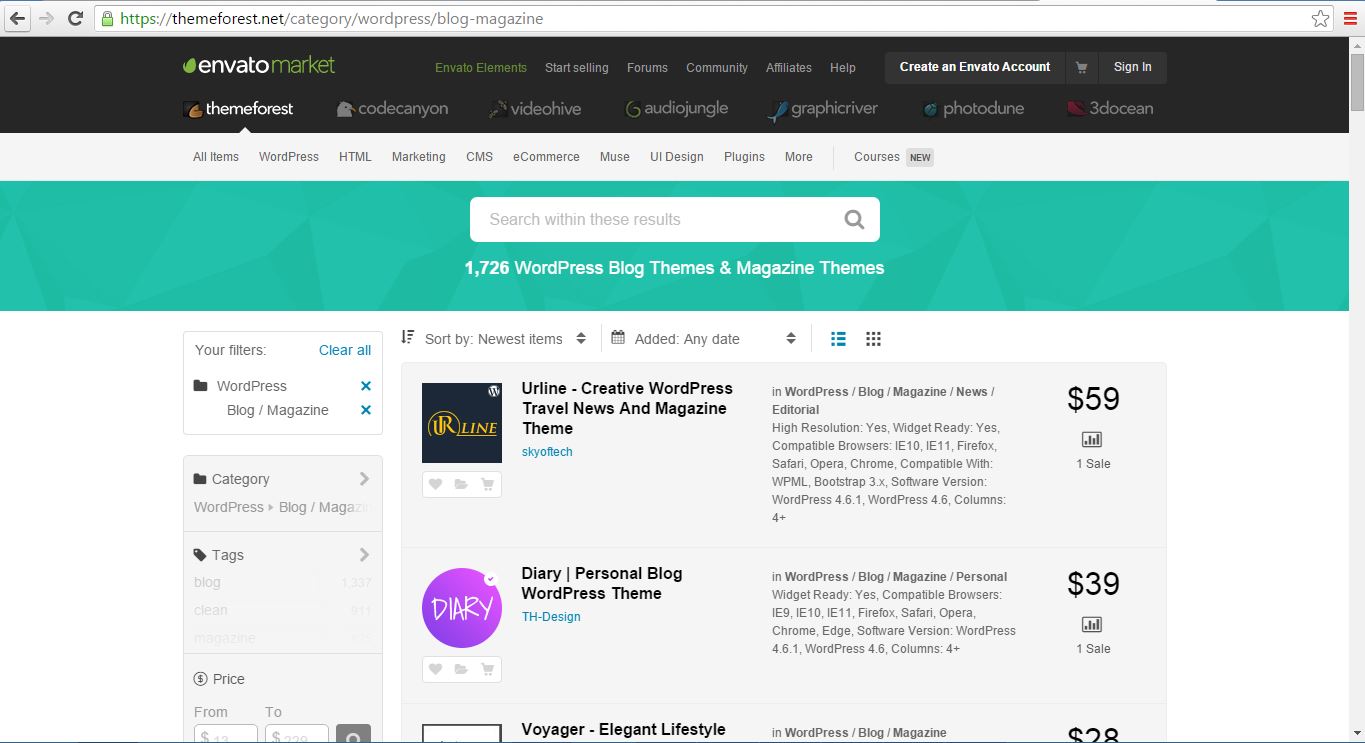 https://themeforest.net/category/wordpress/blog-magazine
envatomarket
Envato Elements Start selling Forums Community Affiliates Help Create an Envato Account Sign In
themeforest codecanyon videohive audiojungle graphicriver photodune 3docean
All Items WordPress HTML Marketing CMS eCommerce Muse UI Design Plugins More Courses NEW
Search within these results
1,726 WordPress Blog Themes & Magazine Themes
Your filters: Clear all
WordPress
Blog / Magazine
Category
WordPress Blog / Magazin
Tags
blog 1,337
clean 911
magazine
Price
From To
$ 13 $ 229
Sort by: Newest items Added: Any date
URLINE
Urline - Creative WordPress
Travel News And Magazine
Theme
skyoftech
in WordPress / Blog / Magazine / News /
Editorial
High Resolution: Yes, Widget Ready: Yes,
Compatible Browsers: IE10, IE11, Firefox,
Safari, Opera, Chrome, Compatible With:
WPML, Bootstrap 3.x, Software Version:
WordPress 4.6.1, WordPress 4.6, Columns:
4+
$59
1 Sale
DIARY
Diary | Personal Blog
WordPress Theme
TH-Design
in WordPress / Blog / Magazine / Personal
Widget Ready: Yes, Compatible Browsers:
IE9, IE10, IE11, Firefox, Safari, Opera,
Chrome, Edge, Software Version: WordPress
4.6.1, WordPress 4.6, Columns: 4+
$39
1 Sale
Voyager - Elegant Lifestyle
in WordPress / Blog / Magazine
$28